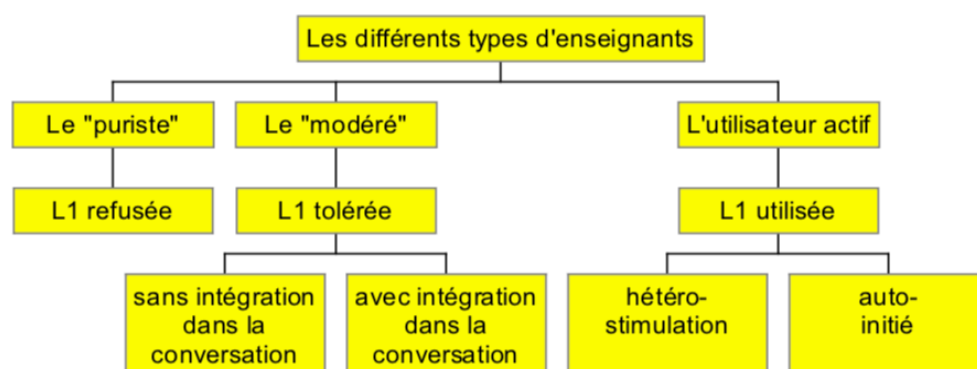 Les différents types d'enseignants
Le "puriste"
Le "modéré"
L'utilisateur actif
L1 refusée
L1 tolérée
L1 utilisée
sans intégration
dans la
conversation
avec intégration
dans la
conversation
hétéro-
stimulation
auto-
initié